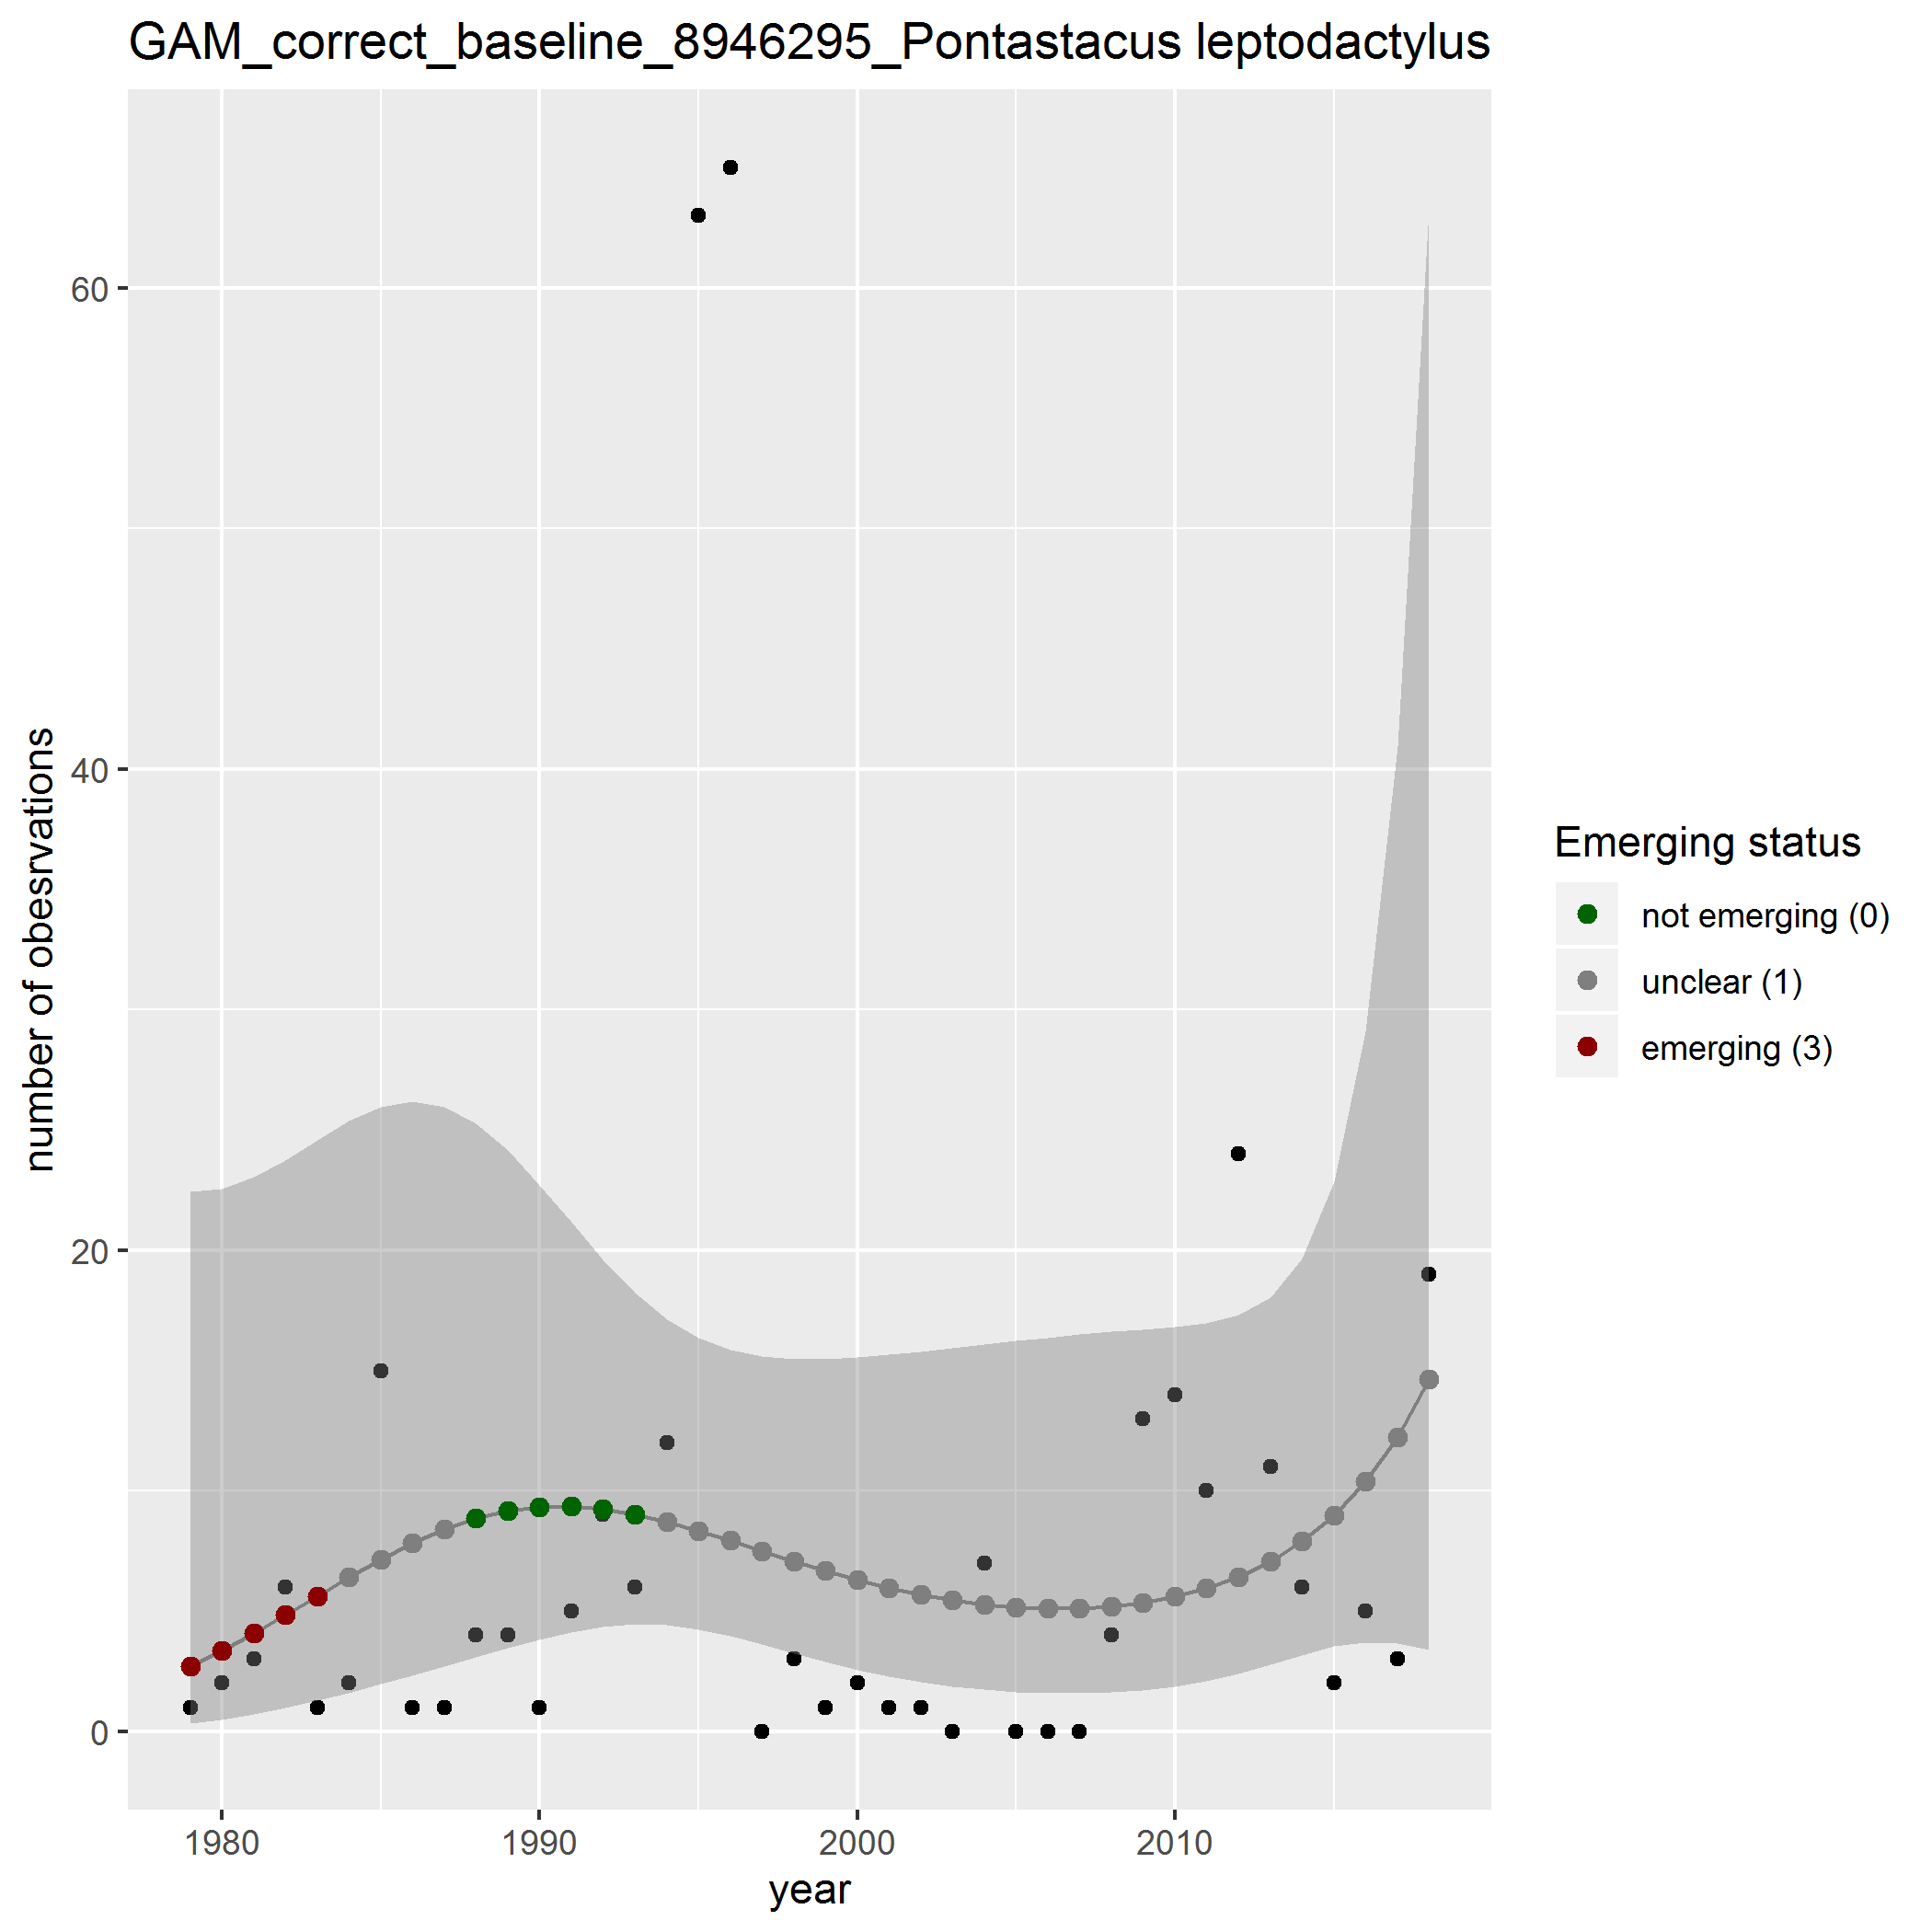 GAM_correct_baseline_8946295_Pontastacus leptodactylus
number of obesrvations
60
40
20
0
1980
1990
2000
2010
year
Emerging status
not emerging (0)
unclear (1)
emerging (3)